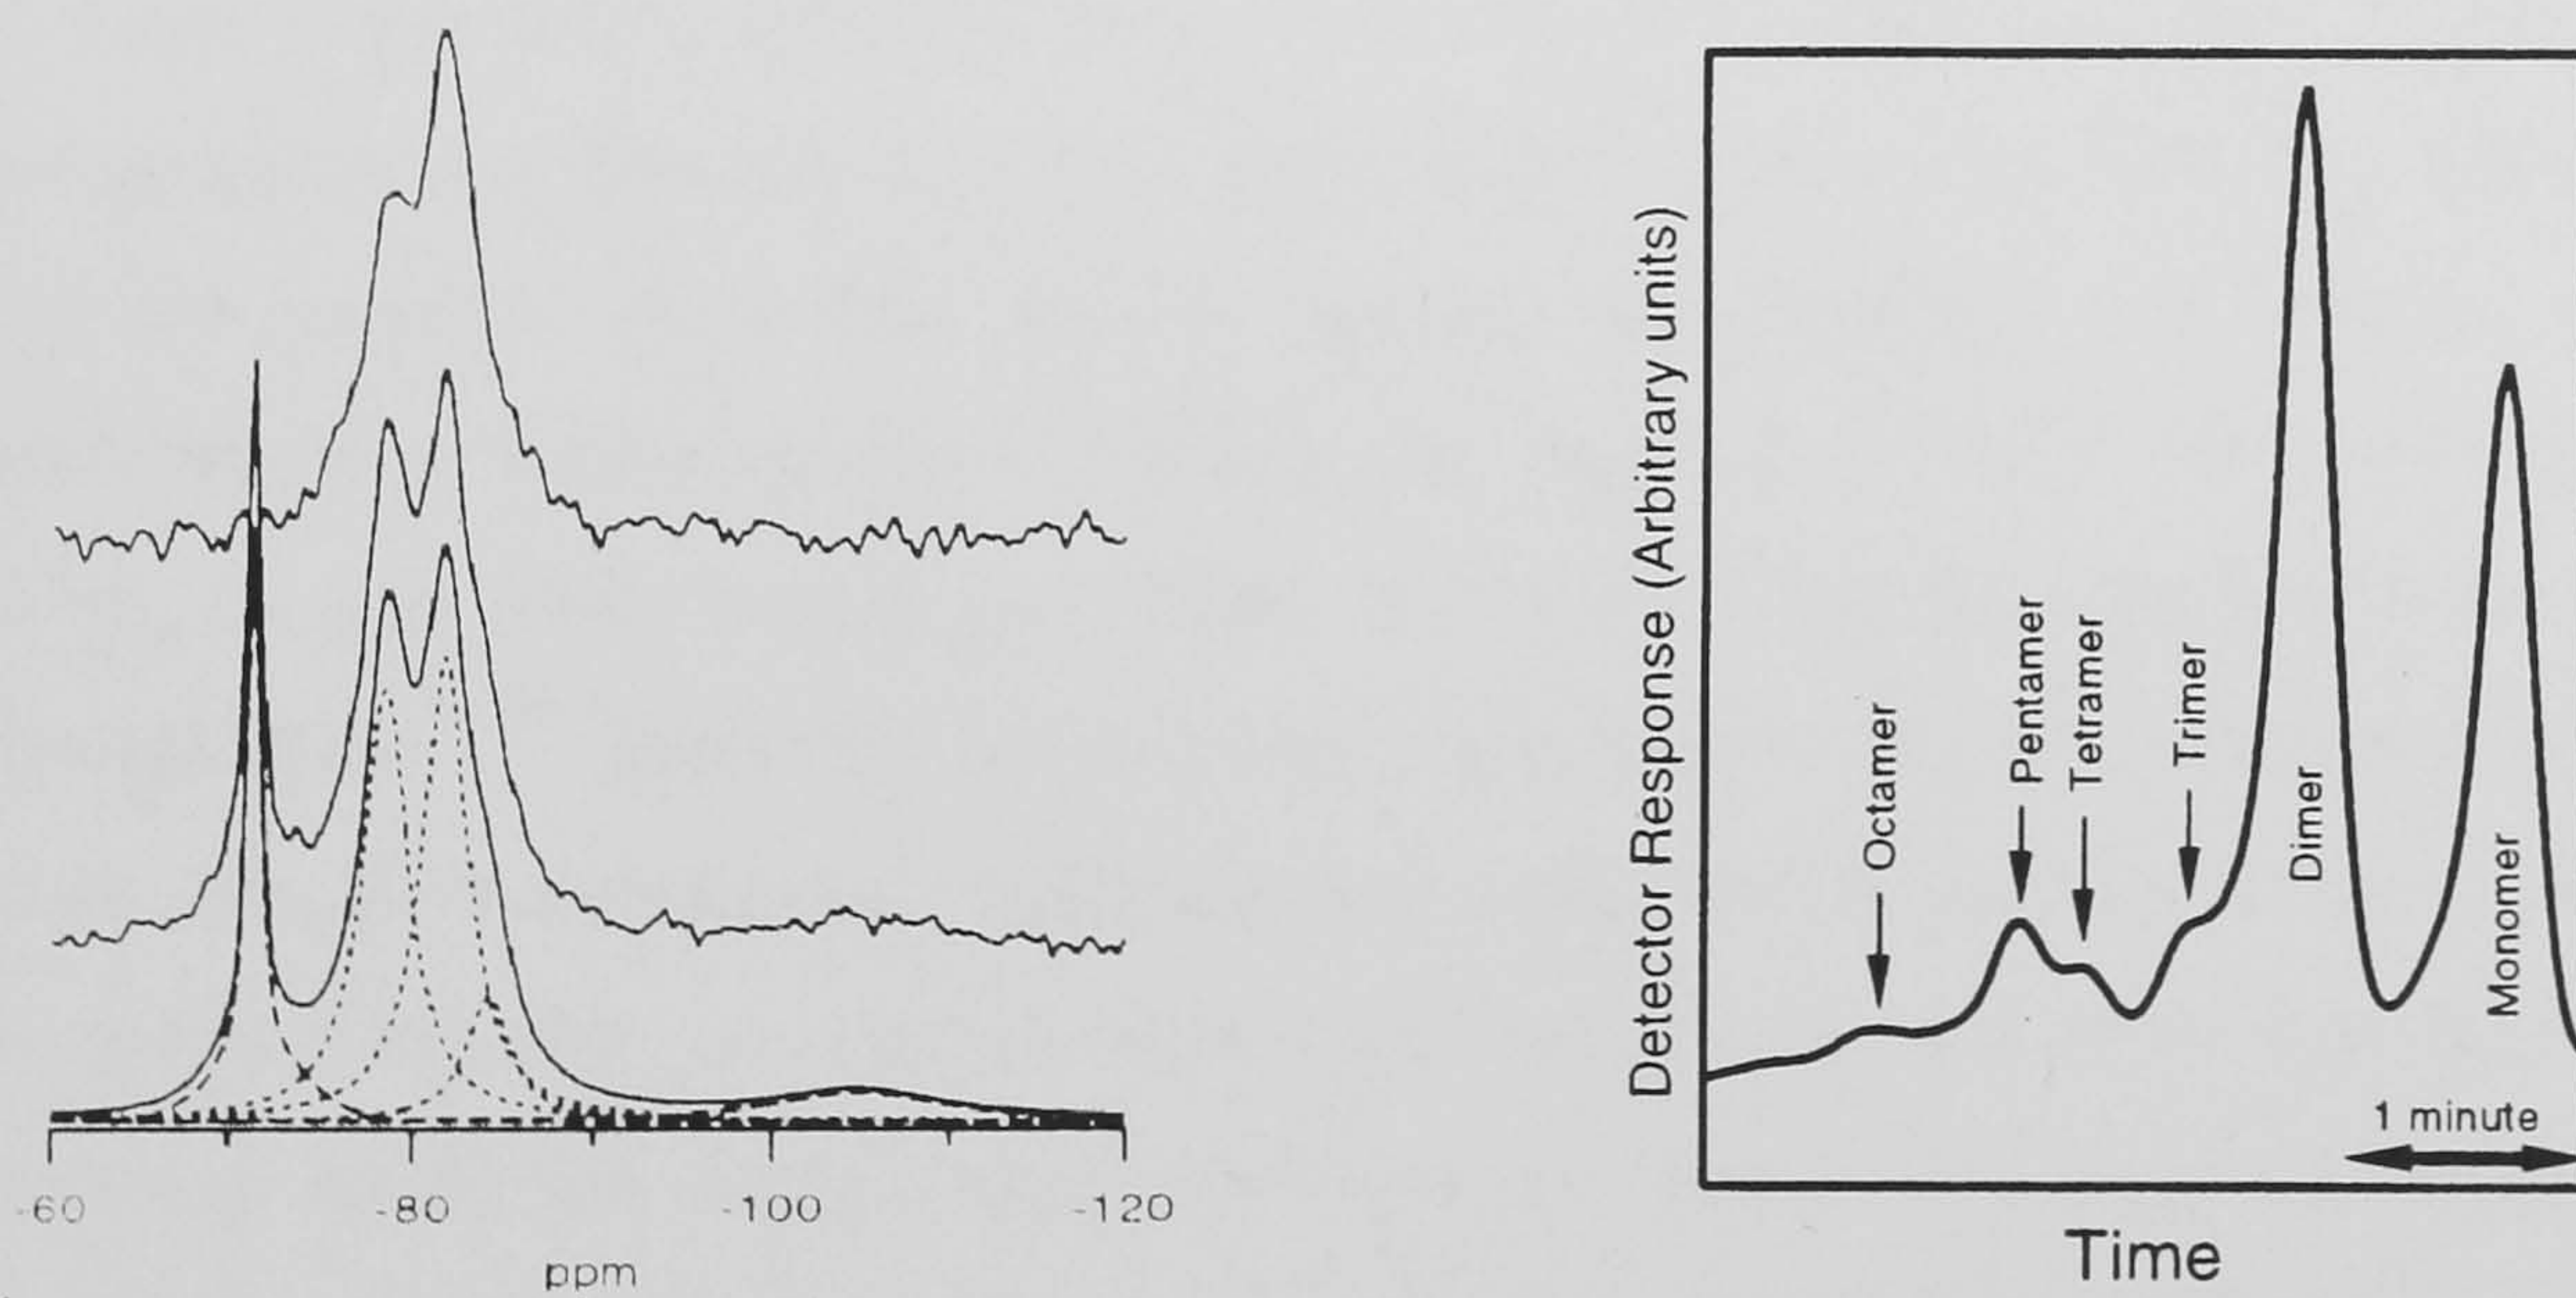 -60
-80
-100
-120
ppm
Detector Response (Arbitrary units)
Octamer
Pentamer
Tetramer
Trimer
Dimer
Monomer
1 minute
Time